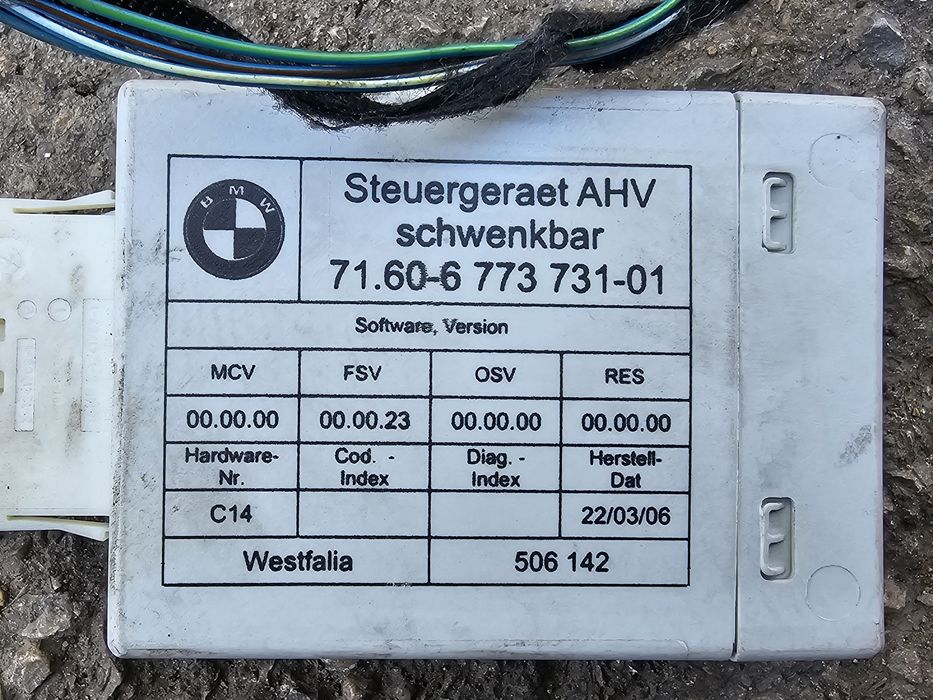 BMW
Steuergeraet AHV
schwenkbar
71.60-6 773 731-01
Software, Version
MCV FSV OSV RES
00.00.00 00.00.23 00.00.00 00.00.00
Hardware-Nr. Cod. - Index Diag. - Index Herstell-Dat
C14 22/03/06
Westfalia 506 142